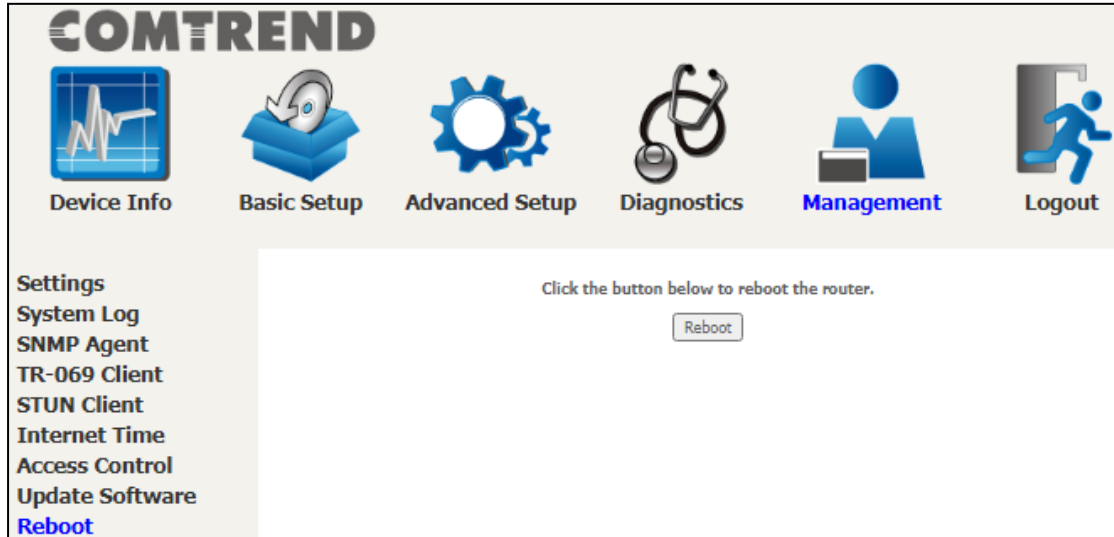 COMTREND
Device Info
Basic Setup
Advanced Setup
Diagnostics
Management
Logout
Settings
System Log
SNMP Agent
TR-069 Client
STUN Client
Internet Time
Access Control
Update Software
Reboot
Click the button below to reboot the router.
Reboot